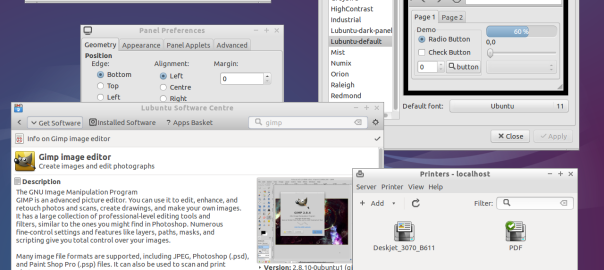 Panel Preferences
Geometry Appearance Panel Applets Advanced
Position
Edge: Alignment: Margin:
Bottom Left 0
Top Centre
Left Right
HighContrast
Industrial
Lubuntu-dark-panel
Lubuntu-default
Mist
Numix
Orion
Raleigh
Redmond
Page 1 Page 2
Demo
60 %
Radio Button 0,0
Check Button
0 button
Default font: Ubuntu 11
Close Apply
Lubuntu Software Centre
Get Software Installed Software ? Apps Basket gimp
Info on Gimp image editor
Gimp image editor
Create images and edit photographs
Description
The GNU Image Manipulation Program
GIMP is an advanced picture editor. You can use it to edit, enhance, and
retouch photos and scans, create drawings, and make your own images.
It has a large collection of professional-level editing tools and
filters, similar to the ones you might find in Photoshop. Numerous
fine-control settings and features like layers, paths, masks, and
scripting give you total control over your images.
Many image file formats are supported, including JPEG, Photoshop (.psd),
and Paint Shop Pro (.psp) files. It can also be used to scan and print
• Version: 2.8.10-0ubuntu1
Printers - localhost
Server Printer View Help
+ Add Filter:
Deskjet_3070_B611 PDF